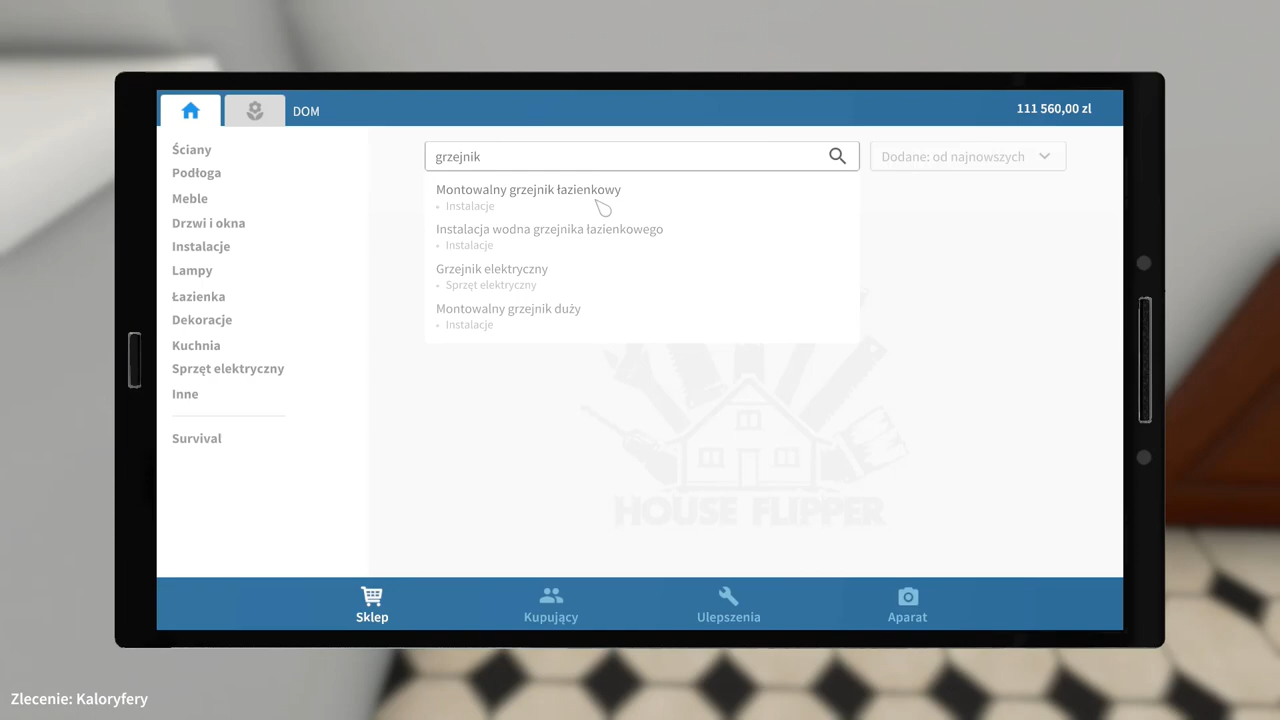 DOM
111 560,00 zl
Ściany
Podłoga
Meble
Drzwi i okna
Instalacje
Lampy
Łazienka
Dekoracje
Kuchnia
Sprzęt elektryczny
Inne
Survival
grzejnik
Dodane: od najnowszych
Montowalny grzejnik łazienkowy
• Instalacje
Instalacja wodna grzejnika łazienkowego
• Instalacje
Grzejnik elektryczny
• Sprzęt elektryczny
Montowalny grzejnik duży
• Instalacje
HOUSE FLIPPER
Sklep
Kupujący
Ulepszenia
Aparat
Zlecenie: Kaloryfery